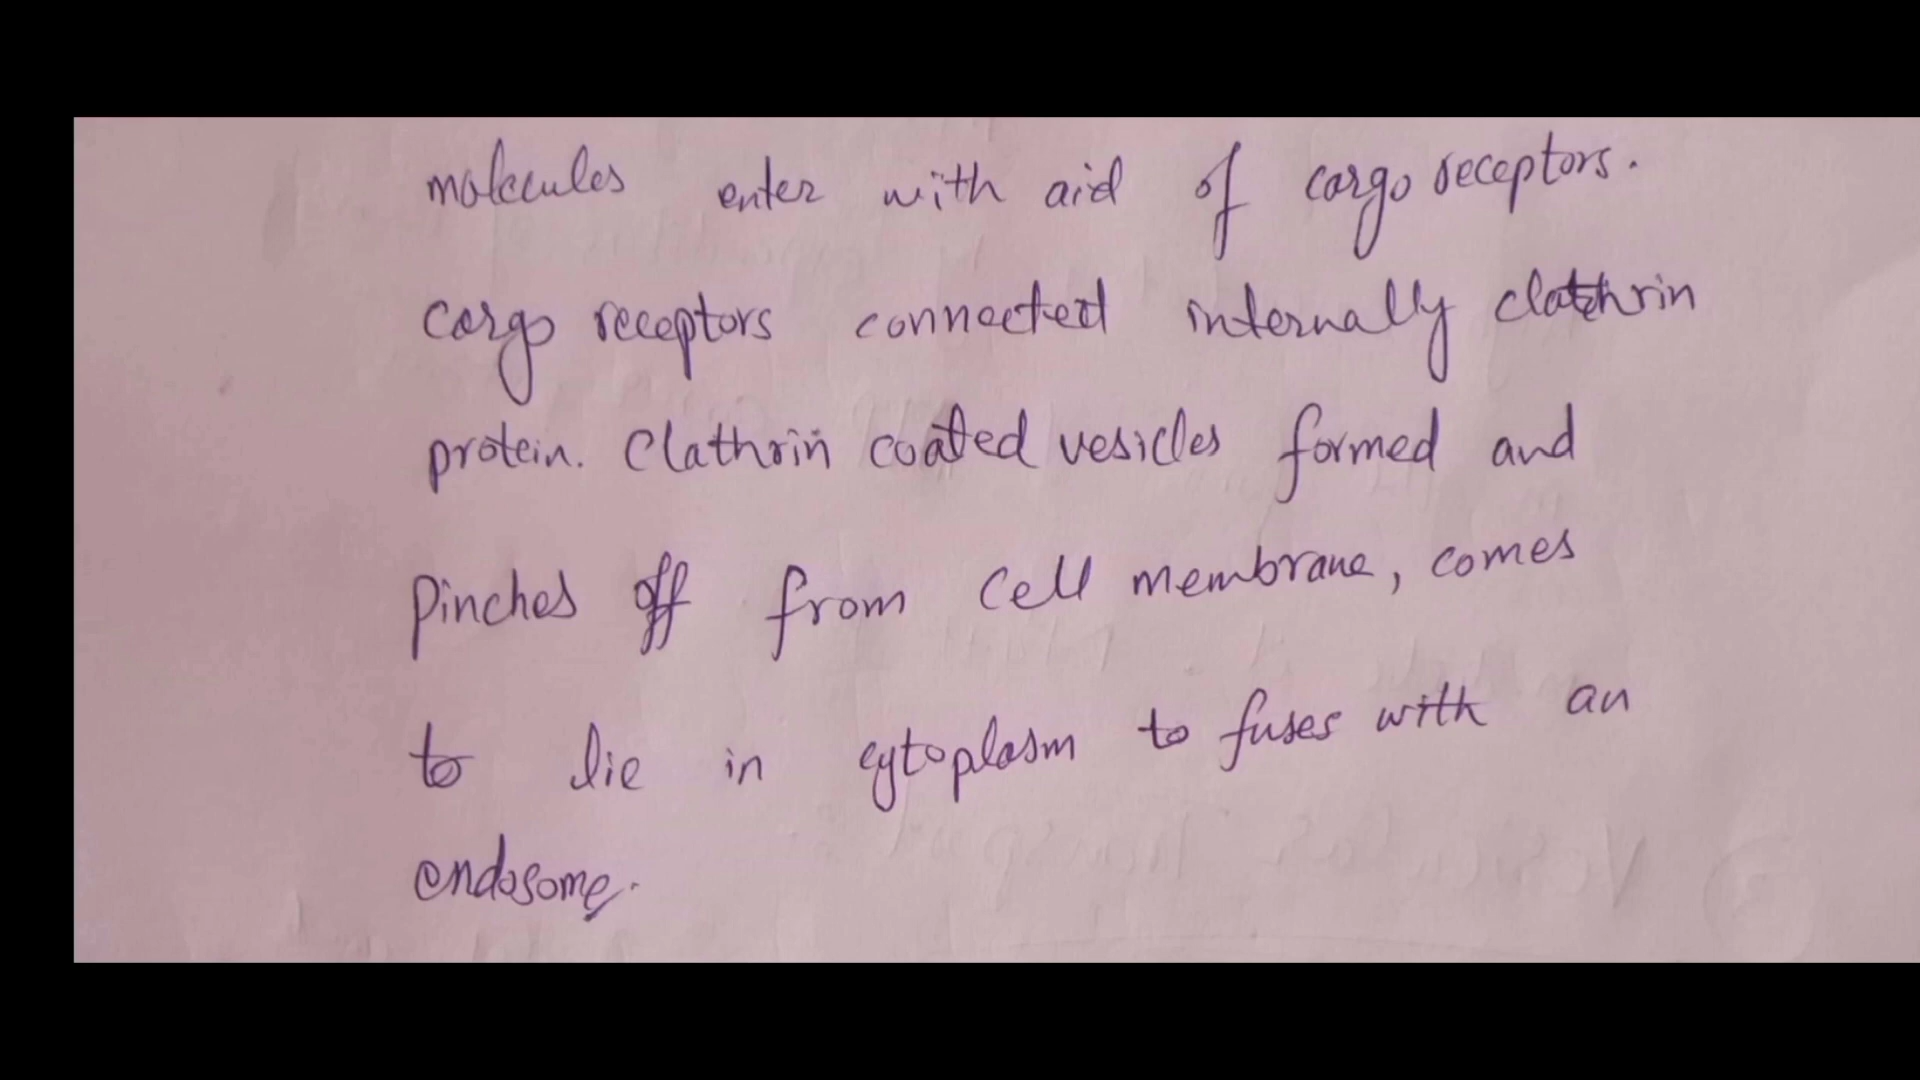 molecules enter with aid of cargo receptors.
cargo receptors connected internally clathrin
protein. Clathrin coated vesicles formed and
Pinches off from cell membrane, comes
to lie in cytoplasm to fuses with an
endosome.